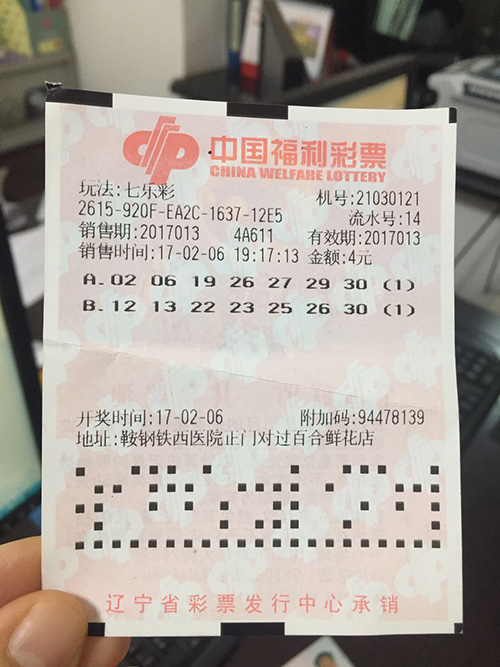 中国福利彩票
CHINA WELFARE LOTTERY
玩法:七乐彩 机号:21030121
2615-920F-EA2C-1637-12E5 流水号:14
销售期:2017013 4A611 有效期:2017013
销售时间:17-02-06 19:17:13 金额:4元
A.02 06 19 26 27 29 30 (1)
B.12 13 22 23 25 26 30 (1)
开奖时间:17-02-06 附加码:94478139
地址:鞍钢铁西医院正门对过百合鲜花店
辽宁省彩票发行中心承销